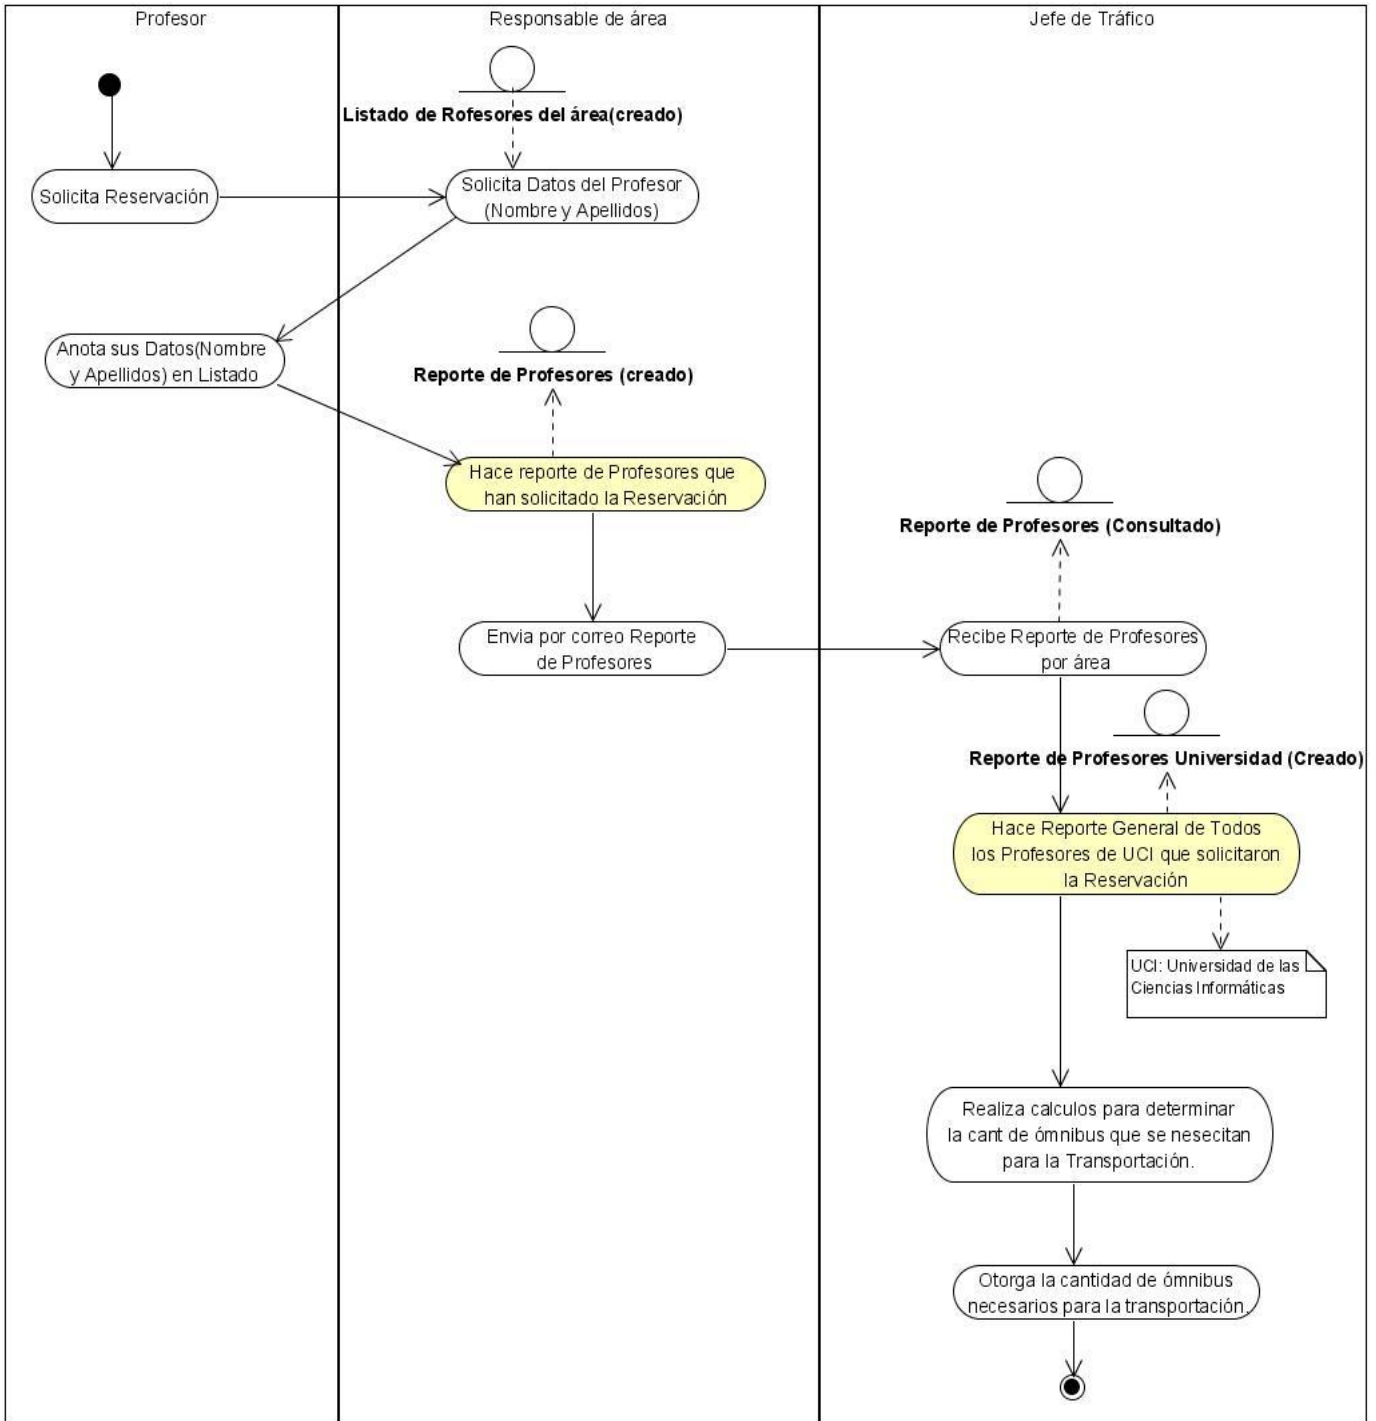 Profesor
Responsable de área
Jefe de Tráfico
Listado de Rofesores del área(creado)
Solicita Reservación
Solicita Datos del Profesor
(Nombre y Apellidos)
Anota sus Datos(Nombre
y Apellidos) en Listado
Reporte de Profesores (creado)
Hace reporte de Profesores que
han solicitado la Reservación
Reporte de Profesores (Consultado)
Envia por correo Reporte
de Profesores
Recibe Reporte de Profesores
por área
Reporte de Profesores Universidad (Creado)
Hace Reporte General de Todos
los Profesores de UCI que solicitaron
la Reservación
UCI: Universidad de las
Ciencias Informáticas
Realiza calculos para determinar
la cant de ómnibus que se nesecitan
para la Transportación.
Otorga la cantidad de ómnibus
necesarios para la transportación.